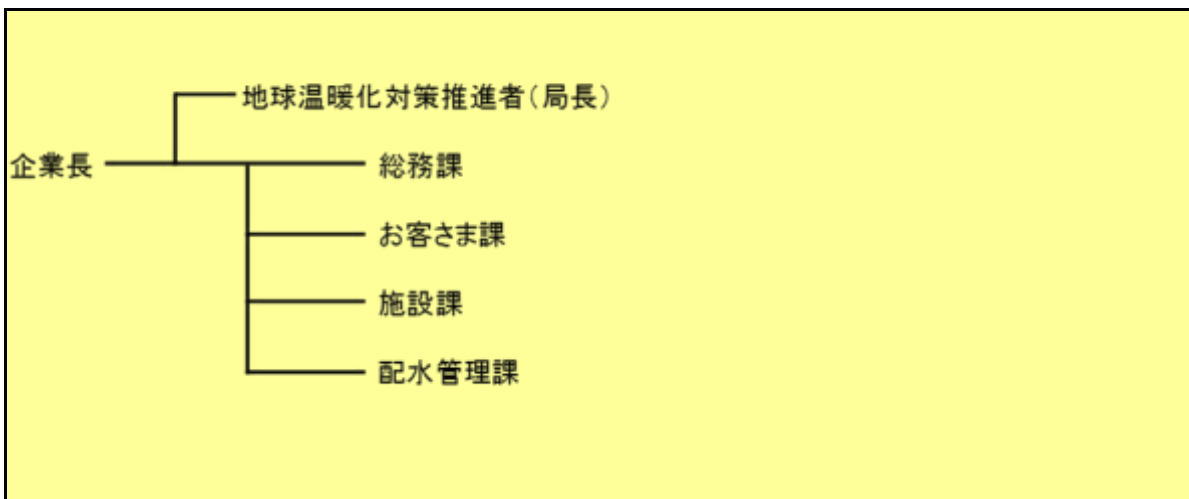 地球温暖化対策推進者（局長）
企業長
総務課
お客さま課
施設課
配水管理課